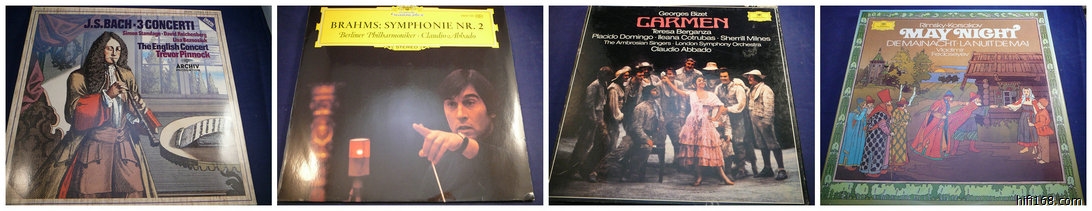 J.S. BACH · 3 CONCERTI
Simon Standage · David Reichenberg
Lisa Beznosiuk
The English Concert
Trevor Pinnock
ARCHIV
BRAHMS: SYMPHONIE NR. 2
Berliner Philharmoniker · Claudio Abbado
STEREO
Georges Bizet
CARMEN
Teresa Berganza
Placido Domingo · Ileana Cotrubas · Sherrill Milnes
The Ambrosian Singers · London Symphony Orchestra
Claudio Abbado
Rimsky-Korsakov
MAY NIGHT
DIE MAINACHT · LA NUIT DE MAI
hifi168.com